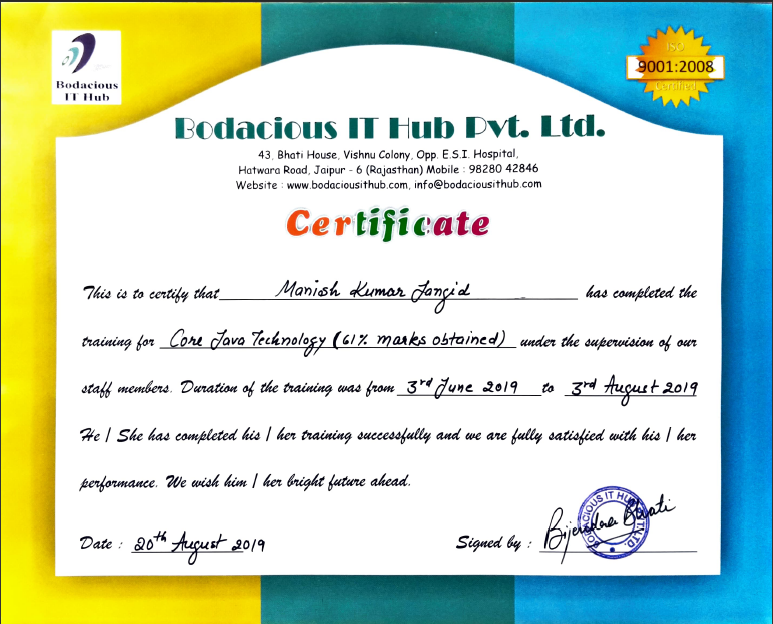 Bodacious
IT Hub
ISO
9001:2008
Certified
Bodacious IT Hub Pvt. Ltd.
43, Bhati House, Vishnu Colony, Opp. E.S.I. Hospital,
Hatwara Road, Jaipur - 6 (Rajasthan) Mobile : 98280 42846
Website : www.bodaciousithub.com, info@bodaciousithub.com
Certificate
This is to certify that Manish Kumar Jangid has completed the
training for Core Java Technology (61% marks obtained) under the supervision of our
staff members. Duration of the training was from 3rd June 2019 to 3rd August 2019
He / She has completed his / her training successfully and we are fully satisfied with his / her
performance. We wish him / her bright future ahead.
BODACIOUS IT HUB PVT. LTD.
Date : 20th August 2019 Signed by : Bijendra Bhati